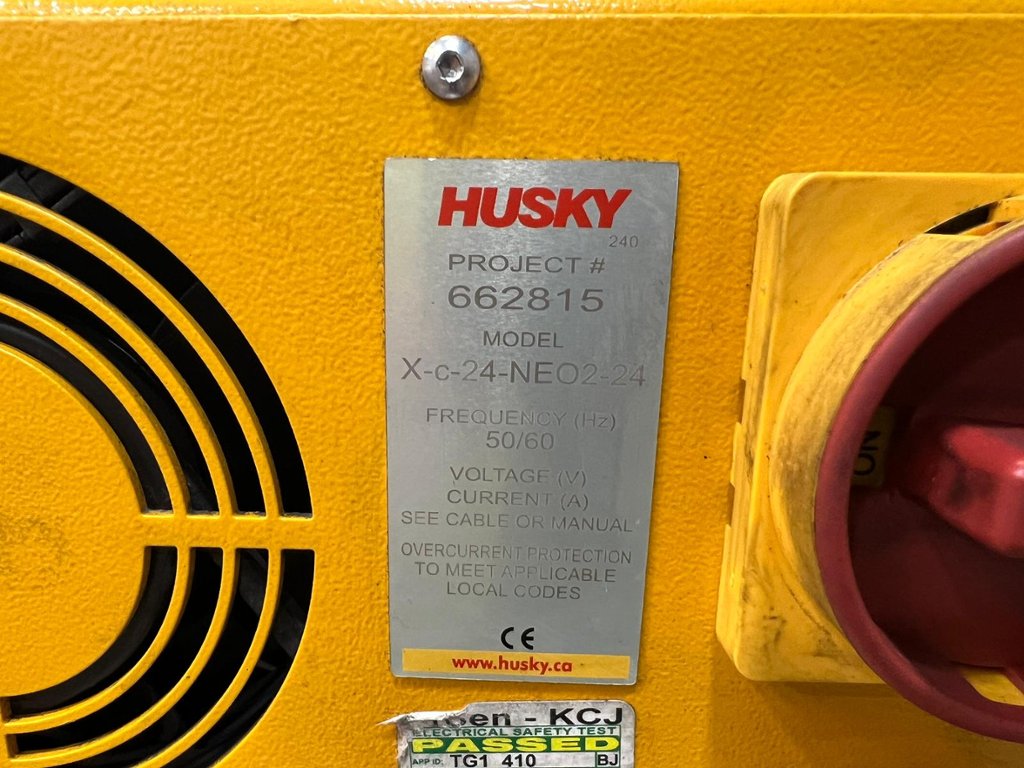 HUSKY
240
PROJECT #
662815
MODEL
X-c-24-NEO2-24
FREQUENCY (Hz)
50/60
VOLTAGE (V)
CURRENT (A)
SEE CABLE OR MANUAL
OVERCURRENT PROTECTION
TO MEET APPLICABLE
LOCAL CODES
CE
www.husky.ca
ON
- KCJ
ELECTRICAL SAFETY TEST
PASSED
APP ID: TG1 410 BJ